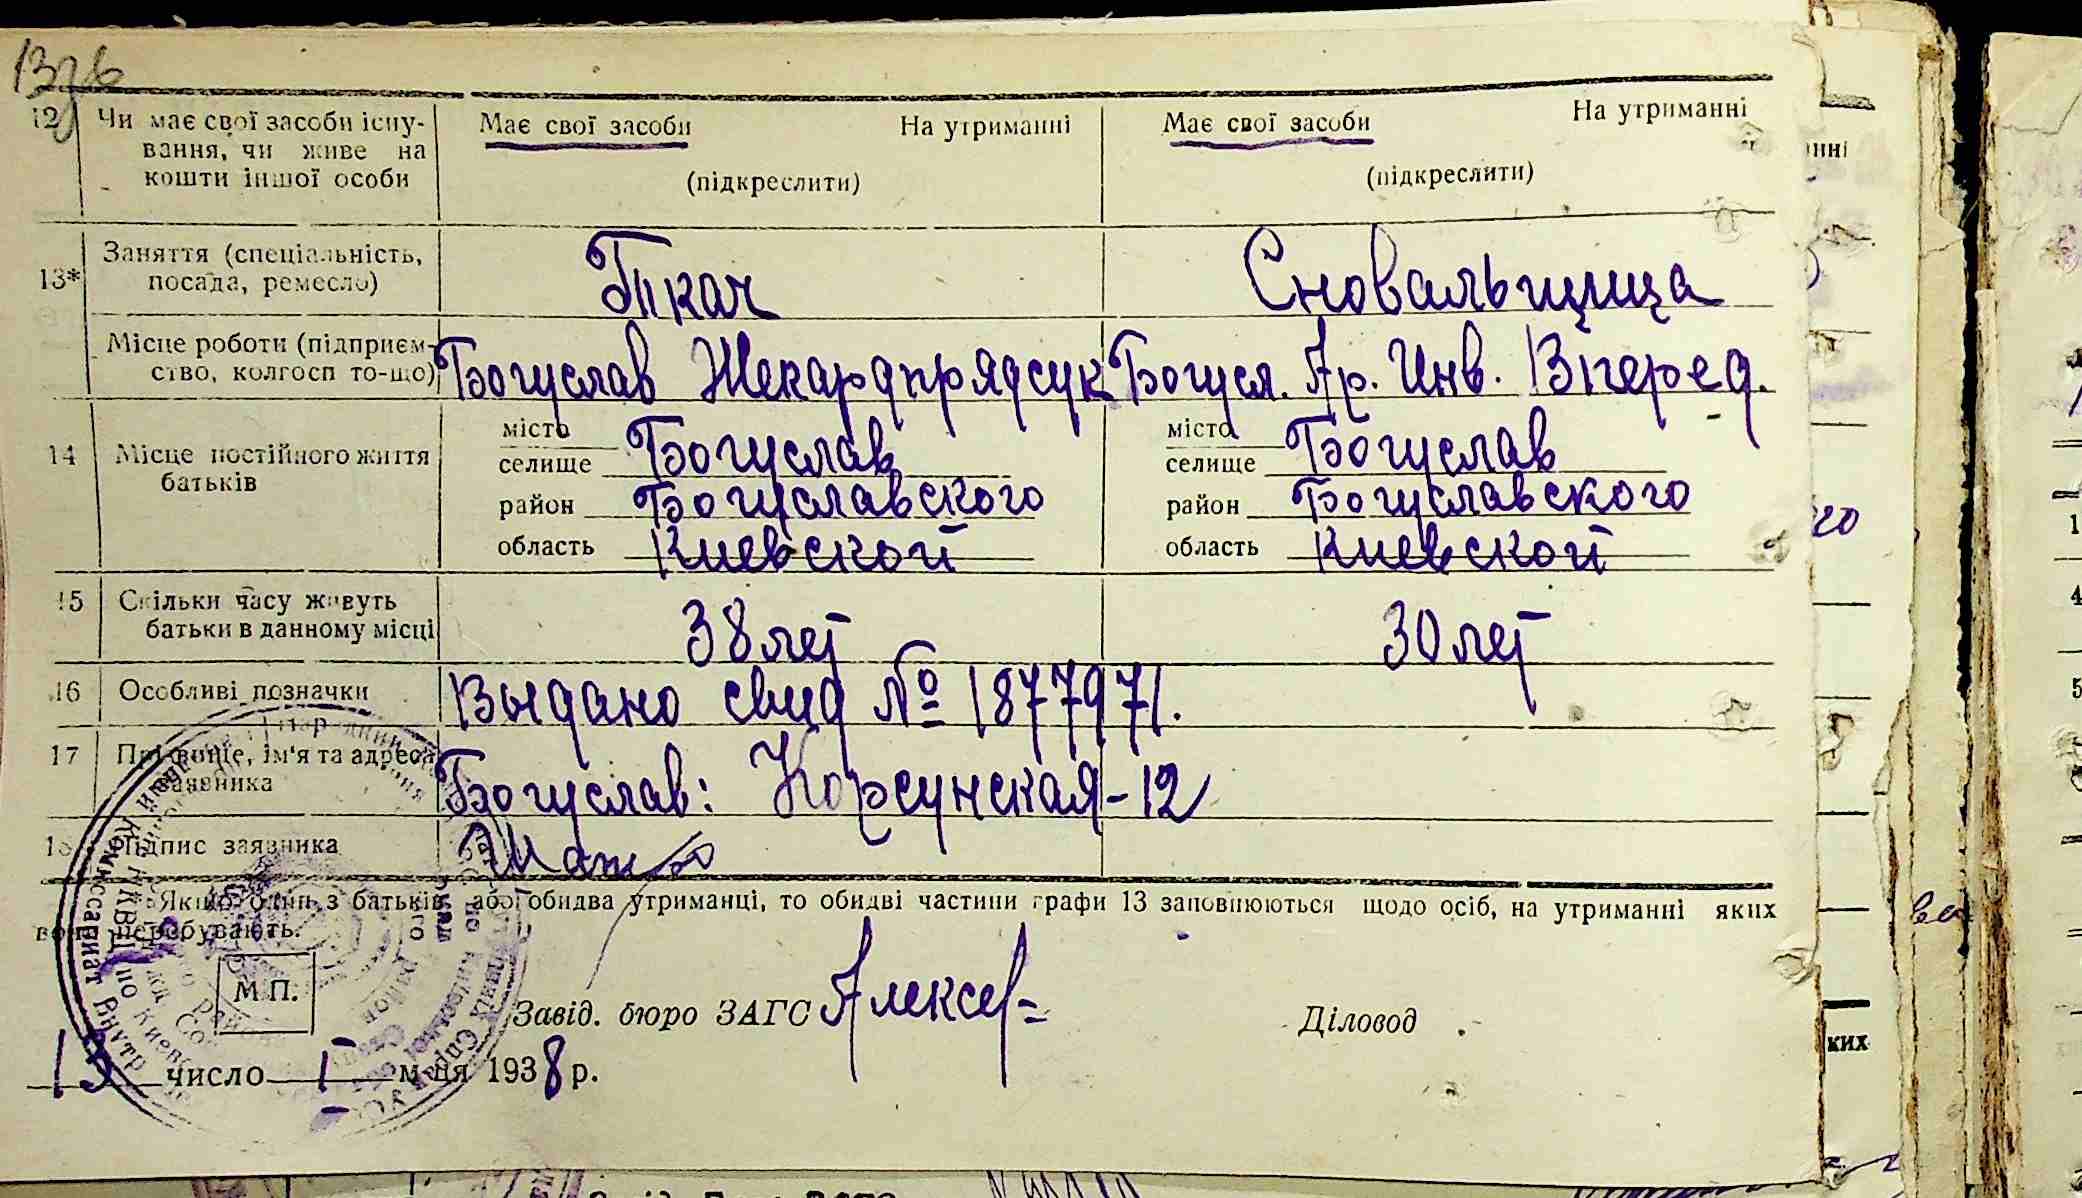 12 Чи має свої засоби існу-
вання, чи живе на
кошти іншої особи
Має свої засоби На утриманні
(підкреслити)
Має свої засоби На утриманні
(підкреслити)
13* Заняття (спеціальність,
посада, ремесло)
Ткач
Сновальщица
Місце роботи (підприєм-
ство, колгосп то-що)
Богуслав Жекардпрядсук
Богусл. Ар. Инв. Вперед.
14 Місце постійного життя
батьків
місто
селище Богуслав
район Богуславского
область Киевской
місто
селище Богуслав
район Богуславского
область Киевской
15 Скільки часу живуть
батьки в данному місці
38 лет
30 лет
16 Особливі позначки
Выдано свид № 1877971.
17 Прізвище, ім'я та адреса
заявника
Богуслав: Корсунская-12
18 Підпис заявника
Якщо один з батьків або обидва утриманці, то обидві частини графи 13 заповнюються щодо осіб, на утриманні яких
вони перебувають.
М.П.
Завід. бюро ЗАГС Алексе
Діловод
13 число І м-ця 1938 р.